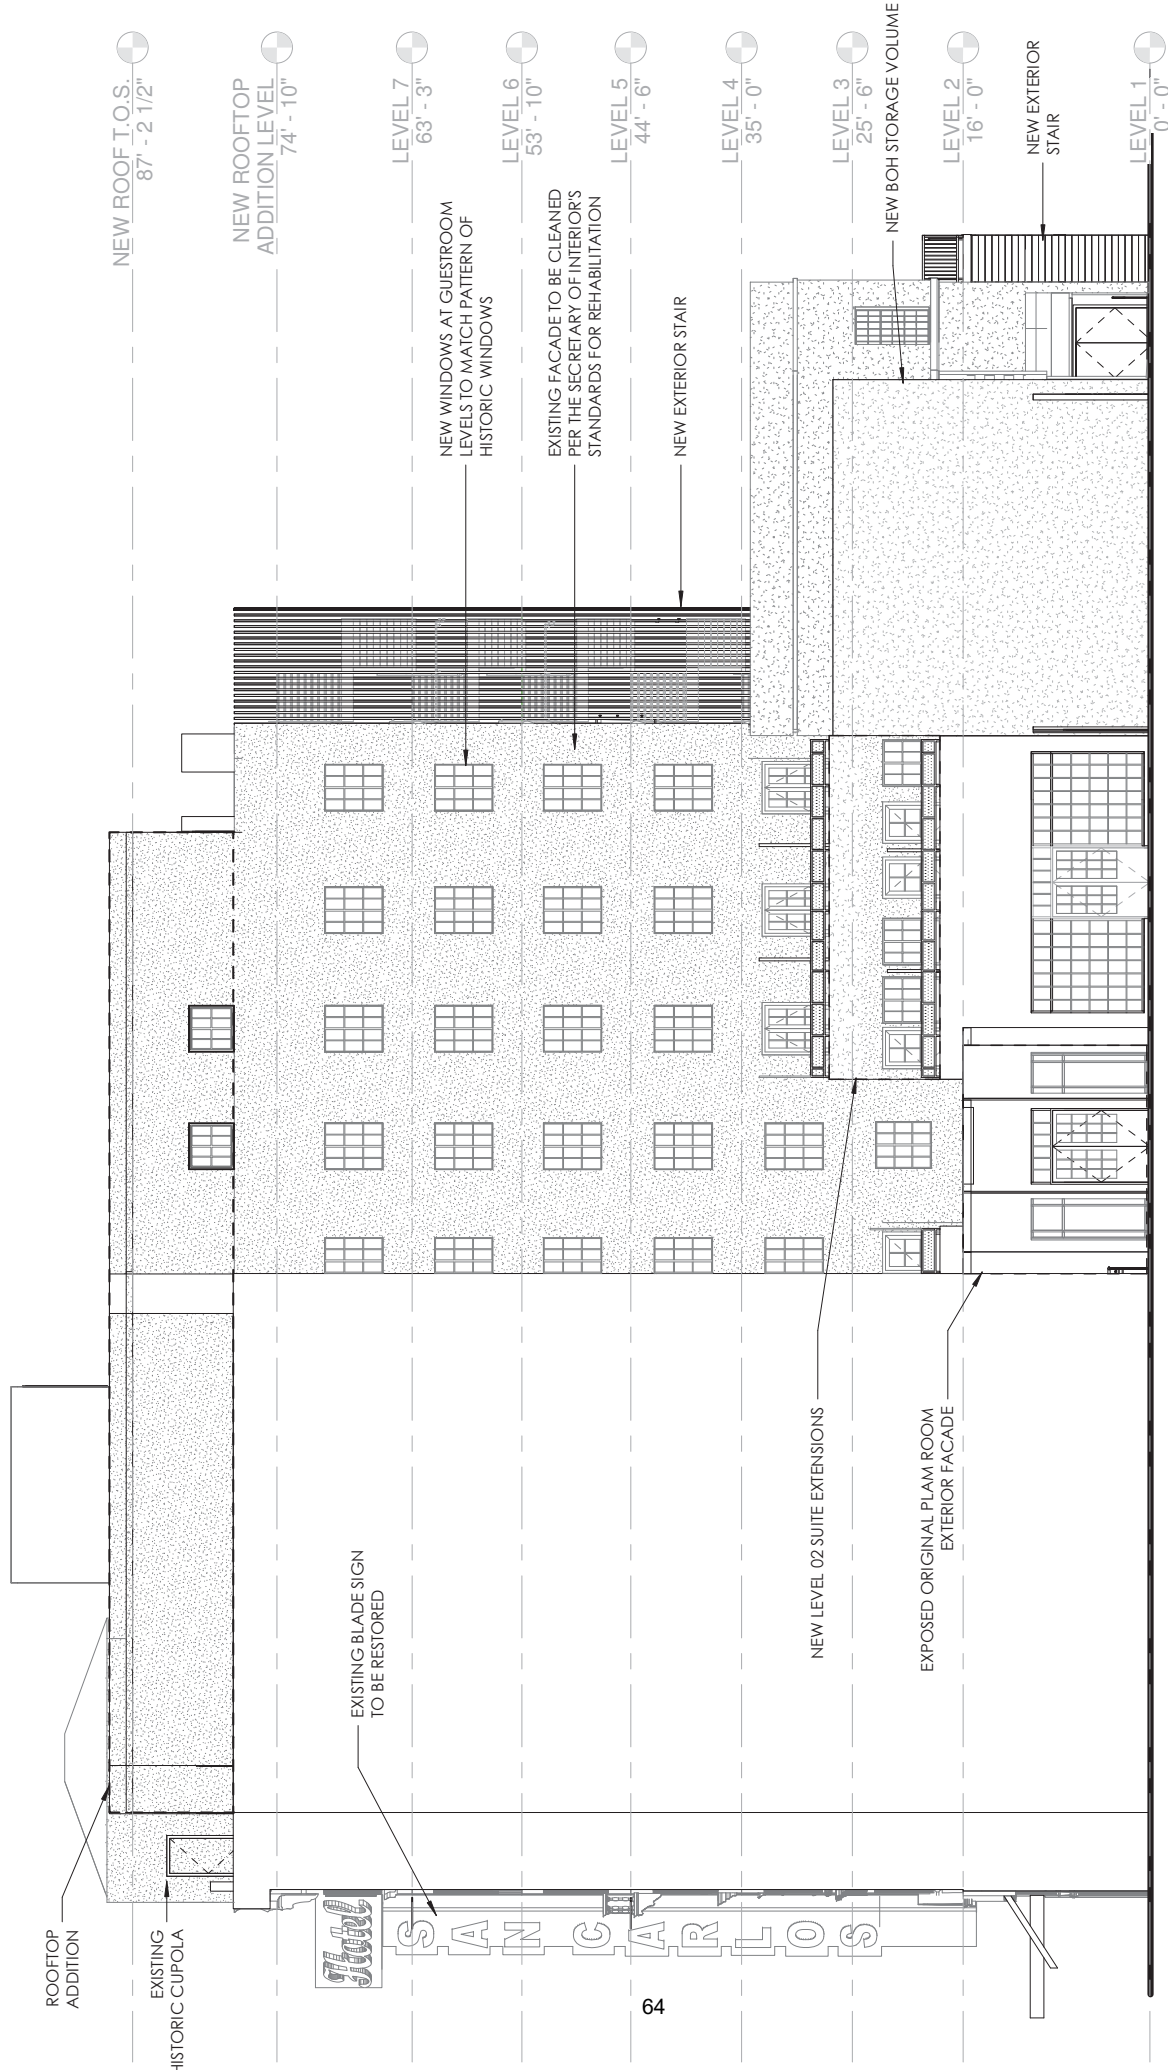 NEW ROOF T.O.S.
87' - 2 1/2"
NEW ROOFTOP
ADDITION LEVEL
74' - 10"
LEVEL 7
63' - 3"
LEVEL 6
53' - 10"
LEVEL 5
44' - 6"
LEVEL 4
35' - 0"
LEVEL 3
25' - 6"
LEVEL 2
16' - 0"
LEVEL 1
0' - 0"
NEW WINDOWS AT GUESTROOM
LEVELS TO MATCH PATTERN OF
HISTORIC WINDOWS
EXISTING FACADE TO BE CLEANED
PER THE SECRETARY OF INTERIOR'S
STANDARDS FOR REHABILITATION
NEW EXTERIOR STAIR
NEW BOH STORAGE VOLUME
NEW EXTERIOR
STAIR
NEW LEVEL 02 SUITE EXTENSIONS
EXPOSED ORIGINAL PLAM ROOM
EXTERIOR FACADE
EXISTING BLADE SIGN
TO BE RESTORED
ROOFTOP
ADDITION
EXISTING
HISTORIC CUPOLA
Hotel
SAN CARLOS
64